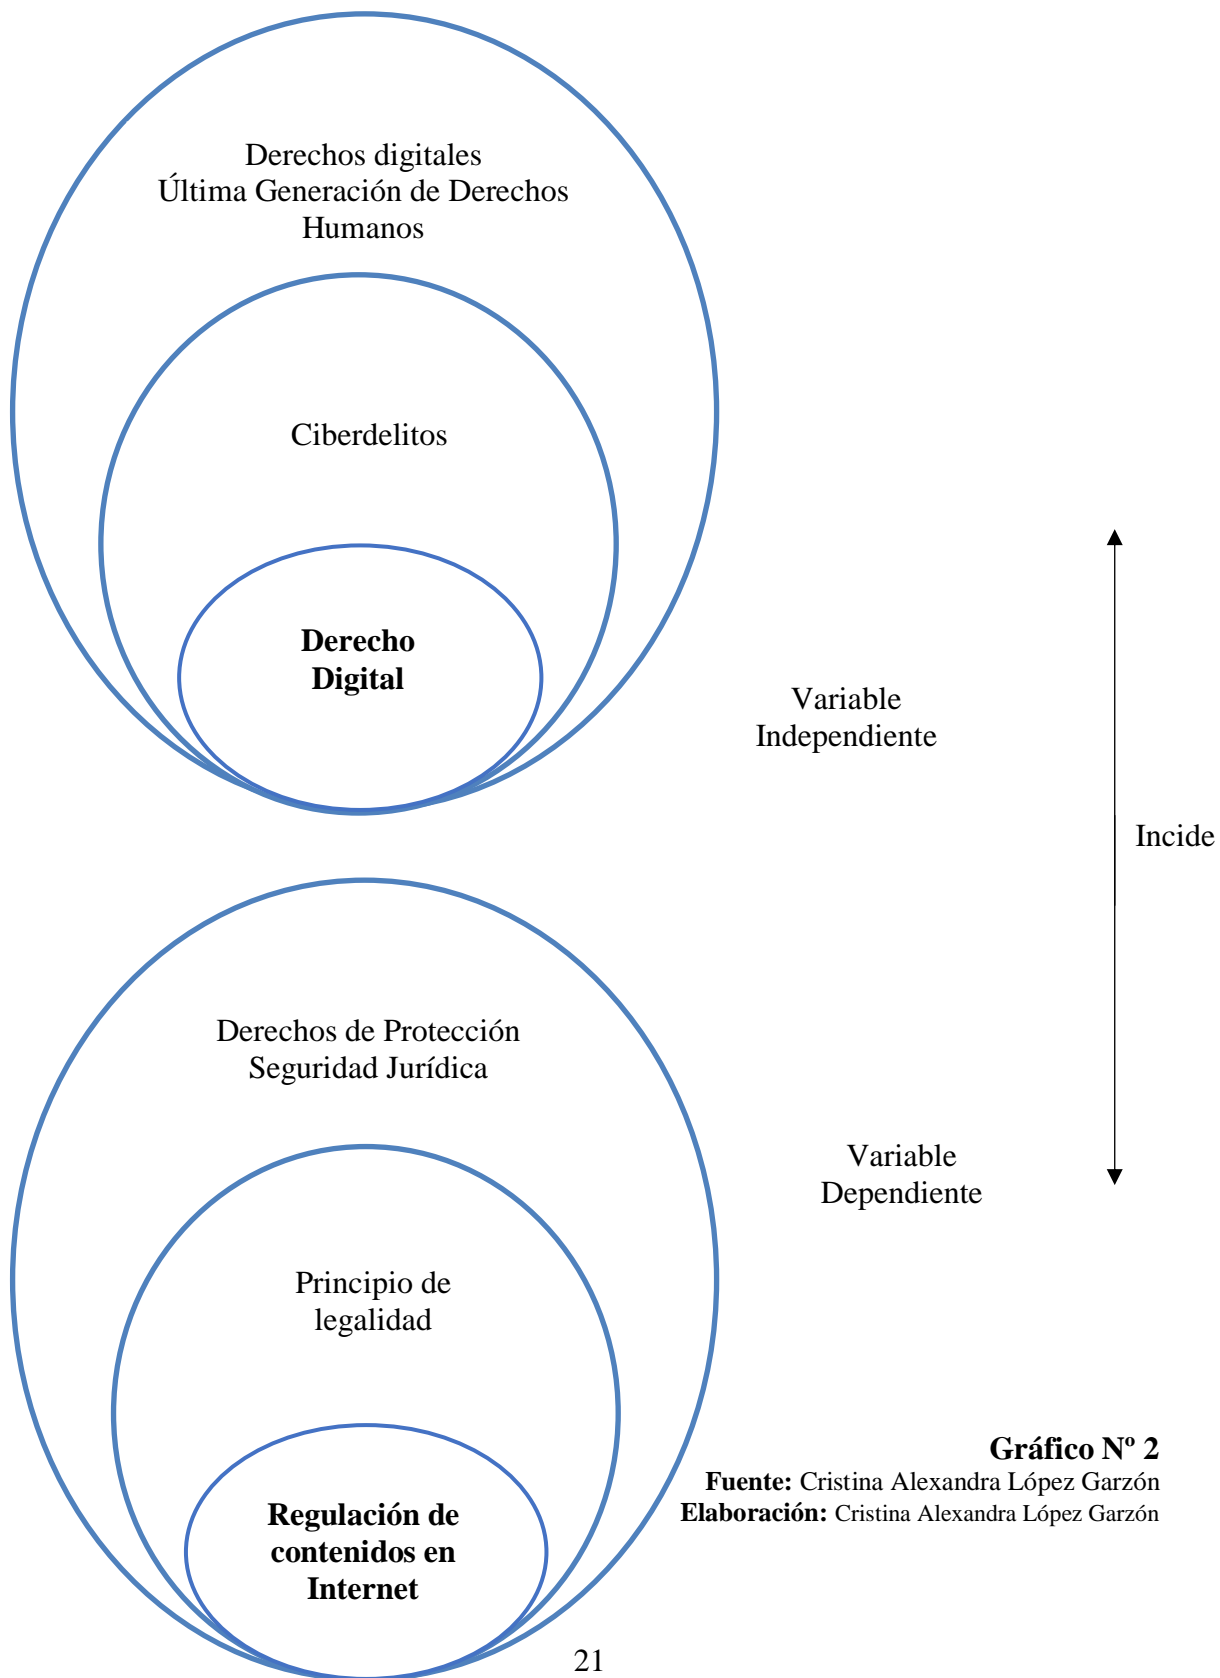 Derechos digitales
Última Generación de Derechos
Humanos
Ciberdelitos
Derecho
Digital
Variable
Independiente
Incide
Derechos de Protección
Seguridad Jurídica
Variable
Dependiente
Principio de
legalidad
Gráfico Nº 2
Fuente: Cristina Alexandra López Garzón
Elaboración: Cristina Alexandra López Garzón
Regulación de
contenidos en
Internet
21